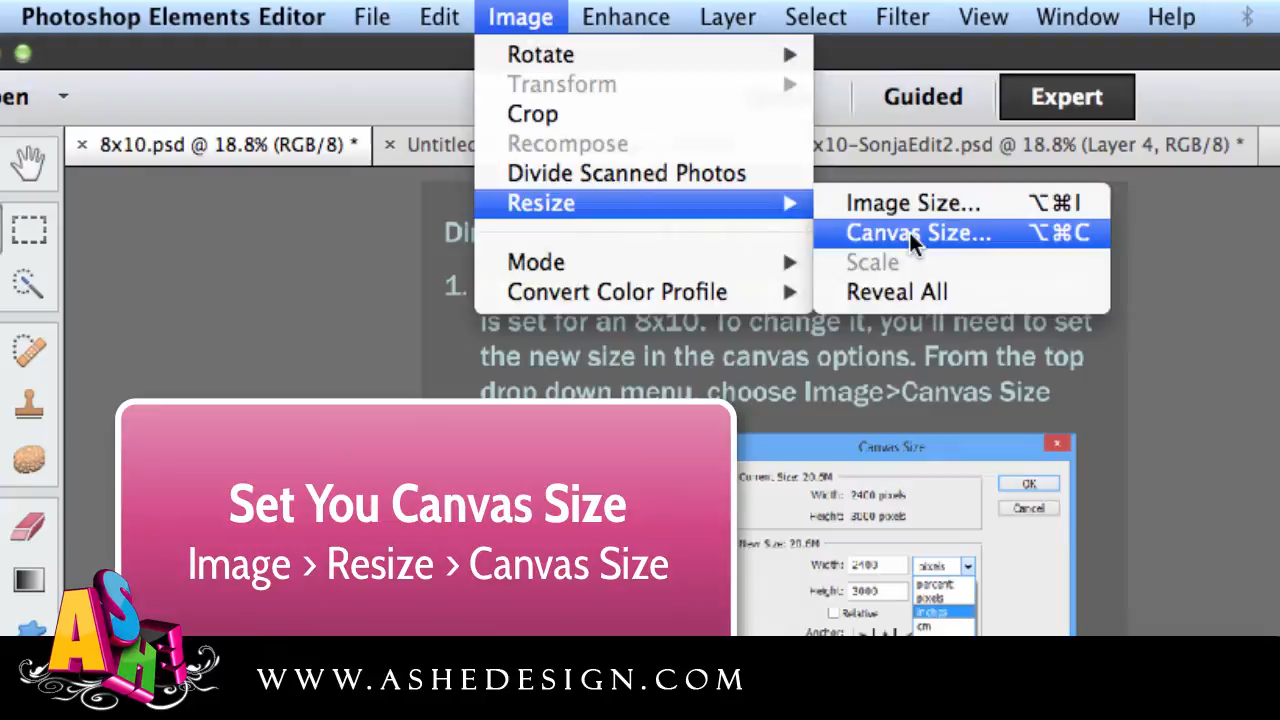 Photoshop Elements Editor File Edit Image Enhance Layer Select Filter View Window Help
Rotate
Transform
Crop
Recompose
Divide Scanned Photos
Resize
Mode
Convert Color Profile
Image Size... ⌥⌘I
Canvas Size... ⌥⌘C
Scale
Reveal All
Guided Expert
8x10.psd @ 18.8% (RGB/8) *
x10-SonjaEdit2.psd @ 18.8% (Layer 4, RGB/8) *
1.
is set for an 8x10. To change it, you'll need to set
the new size in the canvas options. From the top
drop down menu, choose Image>Canvas Size
Canvas Size
Current Size: 20.6M
Width: 2400 pixels
Height: 3000 pixels
OK
Cancel
New Size: 20.6M
Width: 2400 pixels
Height: 3000
percent
pixels
inches
cm
Relative
Anchor:
Set You Canvas Size
Image > Resize > Canvas Size
ASHE
WWW.ASHEDESIGN.COM